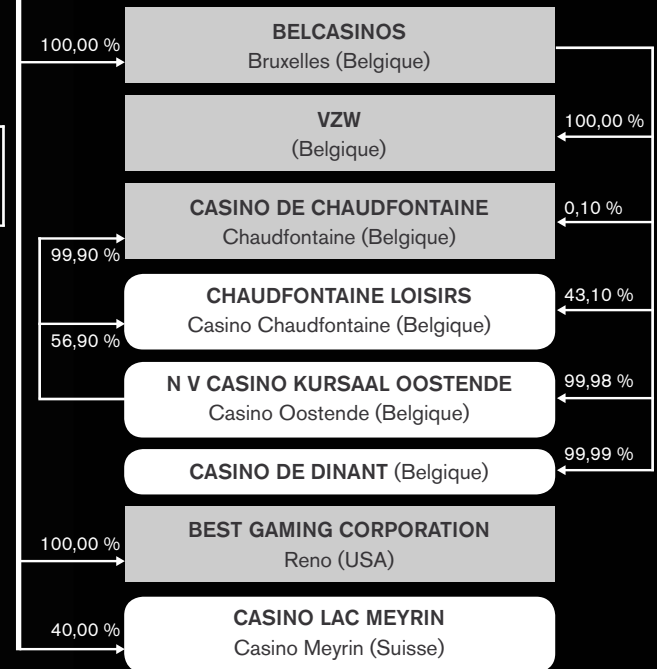 BELCASINOS
100,00 %
Bruxelles (Belgique)
VZW
100,00 %
(Belgique)
CASINO DE CHAUDFONTAINE
0,10 %
Chaudfontaine (Belgique)
99,90 %
CHAUDFONTAINE LOISIRS
43,10 %
Casino Chaudfontaine (Belgique)
56,90 %
N V CASINO KURSAAL OOSTENDE
99,98 %
Casino Oostende (Belgique)
99,99 %
CASINO DE DINANT (Belgique)
BEST GAMING CORPORATION
100,00 %
Reno (USA)
CASINO LAC MEYRIN
40,00 %
Casino Meyrin (Suisse)